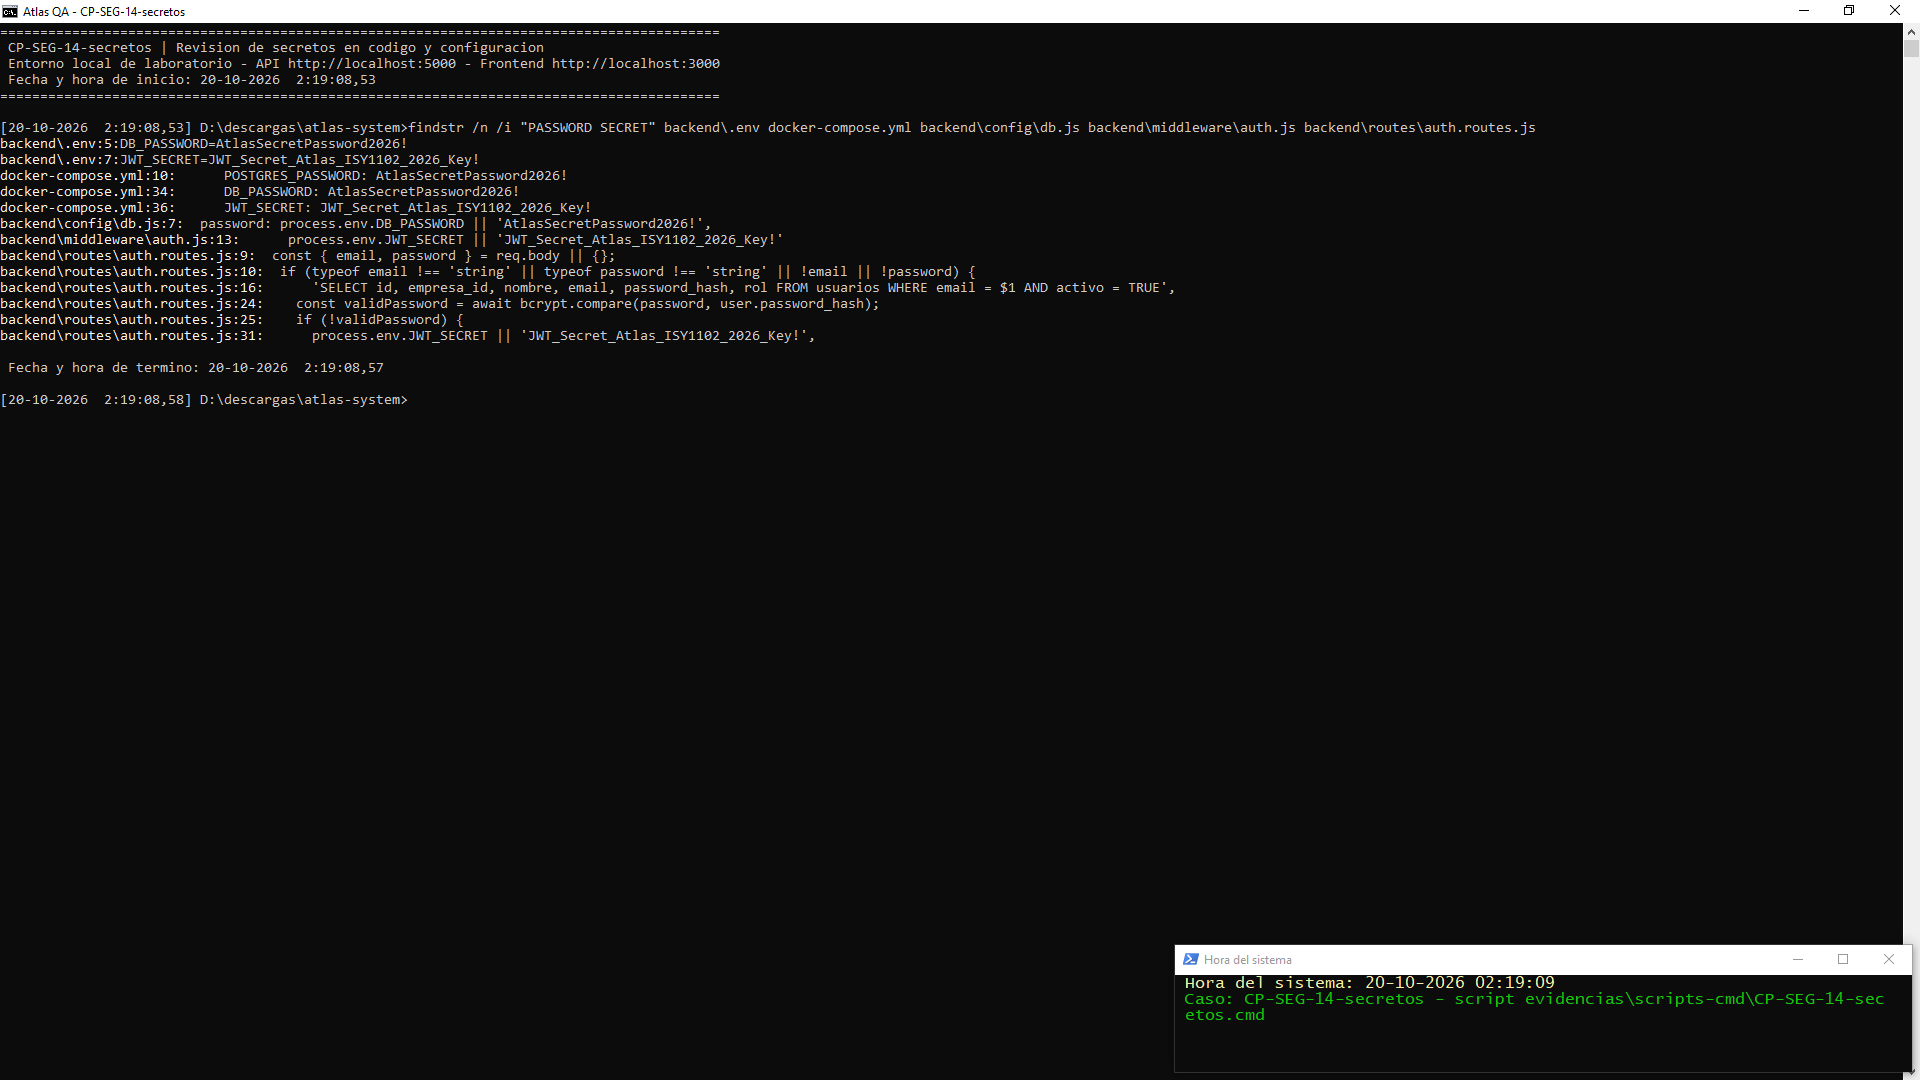 Atlas QA - CP-SEG-14-secretos
==========================================================================================
CP-SEG-14-secretos | Revision de secretos en codigo y configuracion
Entorno local de laboratorio - API http://localhost:5000 - Frontend http://localhost:3000
Fecha y hora de inicio: 20-10-2026  2:19:08,53
==========================================================================================
[20-10-2026  2:19:08,53] D:\descargas\atlas-system>findstr /n /i "PASSWORD SECRET" backend\.env docker-compose.yml backend\config\db.js backend\middleware\auth.js backend\routes\auth.routes.js
backend\.env:5:DB_PASSWORD=AtlasSecretPassword2026!
backend\.env:7:JWT_SECRET=JWT_Secret_Atlas_ISY1102_2026_Key!
docker-compose.yml:10:      POSTGRES_PASSWORD: AtlasSecretPassword2026!
docker-compose.yml:34:      DB_PASSWORD: AtlasSecretPassword2026!
docker-compose.yml:36:      JWT_SECRET: JWT_Secret_Atlas_ISY1102_2026_Key!
backend\config\db.js:7:  password: process.env.DB_PASSWORD || 'AtlasSecretPassword2026!',
backend\middleware\auth.js:13:      process.env.JWT_SECRET || 'JWT_Secret_Atlas_ISY1102_2026_Key!'
backend\routes\auth.routes.js:9:  const { email, password } = req.body || {};
backend\routes\auth.routes.js:10:  if (typeof email !== 'string' || typeof password !== 'string' || !email || !password) {
backend\routes\auth.routes.js:16:      'SELECT id, empresa_id, nombre, email, password_hash, rol FROM usuarios WHERE email = $1 AND activo = TRUE',
backend\routes\auth.routes.js:24:    const validPassword = await bcrypt.compare(password, user.password_hash);
backend\routes\auth.routes.js:25:    if (!validPassword) {
backend\routes\auth.routes.js:31:      process.env.JWT_SECRET || 'JWT_Secret_Atlas_ISY1102_2026_Key!',
Fecha y hora de termino: 20-10-2026  2:19:08,57
[20-10-2026  2:19:08,58] D:\descargas\atlas-system>
Hora del sistema
Hora del sistema: 20-10-2026 02:19:09
Caso: CP-SEG-14-secretos - script evidencias\scripts-cmd\CP-SEG-14-sec
etos.cmd